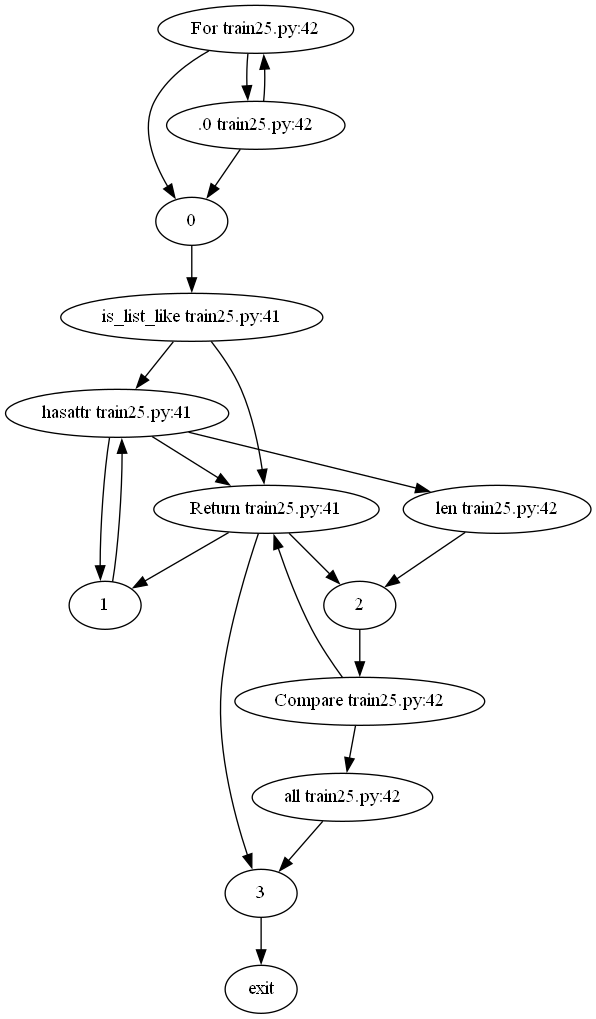 For train25.py:42
.0 train25.py:42
0
is_list_like train25.py:41
hasattr train25.py:41
Return train25.py:41
len train25.py:42
1
2
Compare train25.py:42
all train25.py:42
3
exit